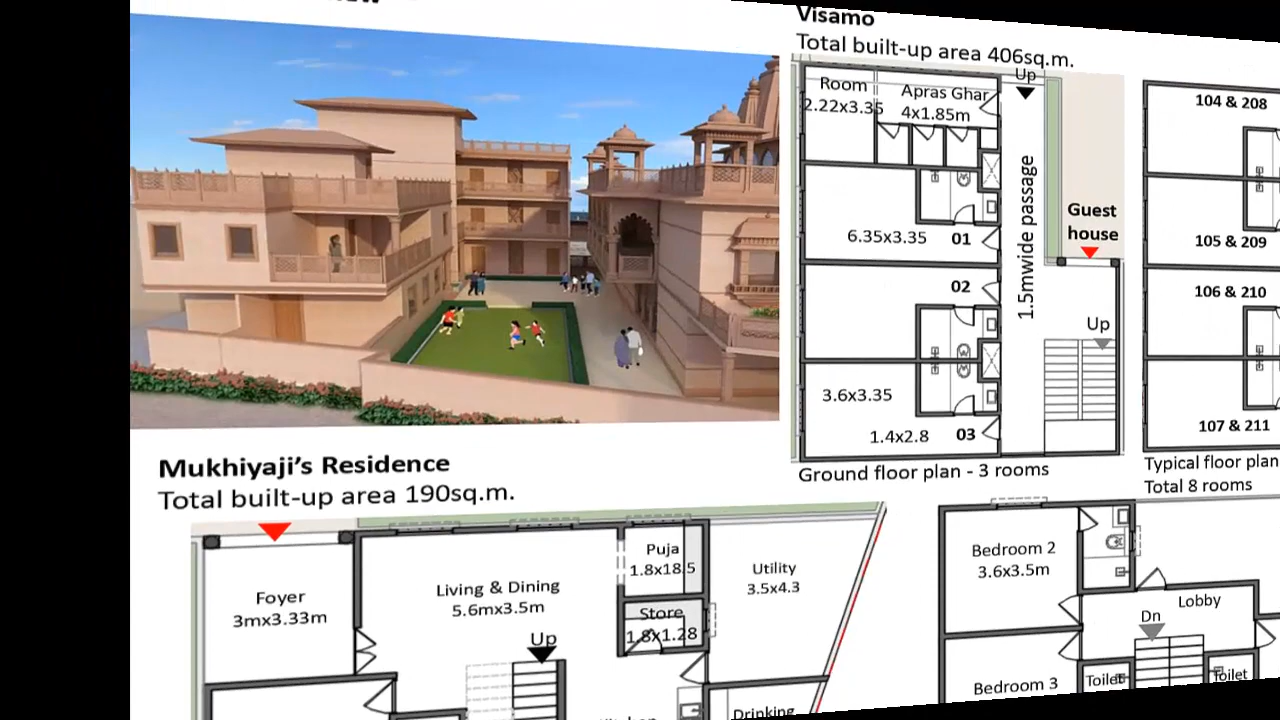 Visamo
Total built-up area 406sq.m.
Up
Room
2.22x3.35
Apras Ghar
4x1.85m
1.5mwide passage
Guest
house
6.35x3.35
01
02
Up
3.6x3.35
1.4x2.8
03
Ground floor plan - 3 rooms
104 & 208
105 & 209
106 & 210
107 & 211
Typical floor plan
Total 8 rooms
Mukhiyaji's Residence
Total built-up area 190sq.m.
Foyer
3mx3.33m
Living & Dining
5.6mx3.5m
Up
Puja
1.8x18.5
Store
1.8x1.28
Utility
3.5x4.3
Drinking
Bedroom 2
3.6x3.5m
Lobby
Dn
Bedroom 3
Toilet
Toilet